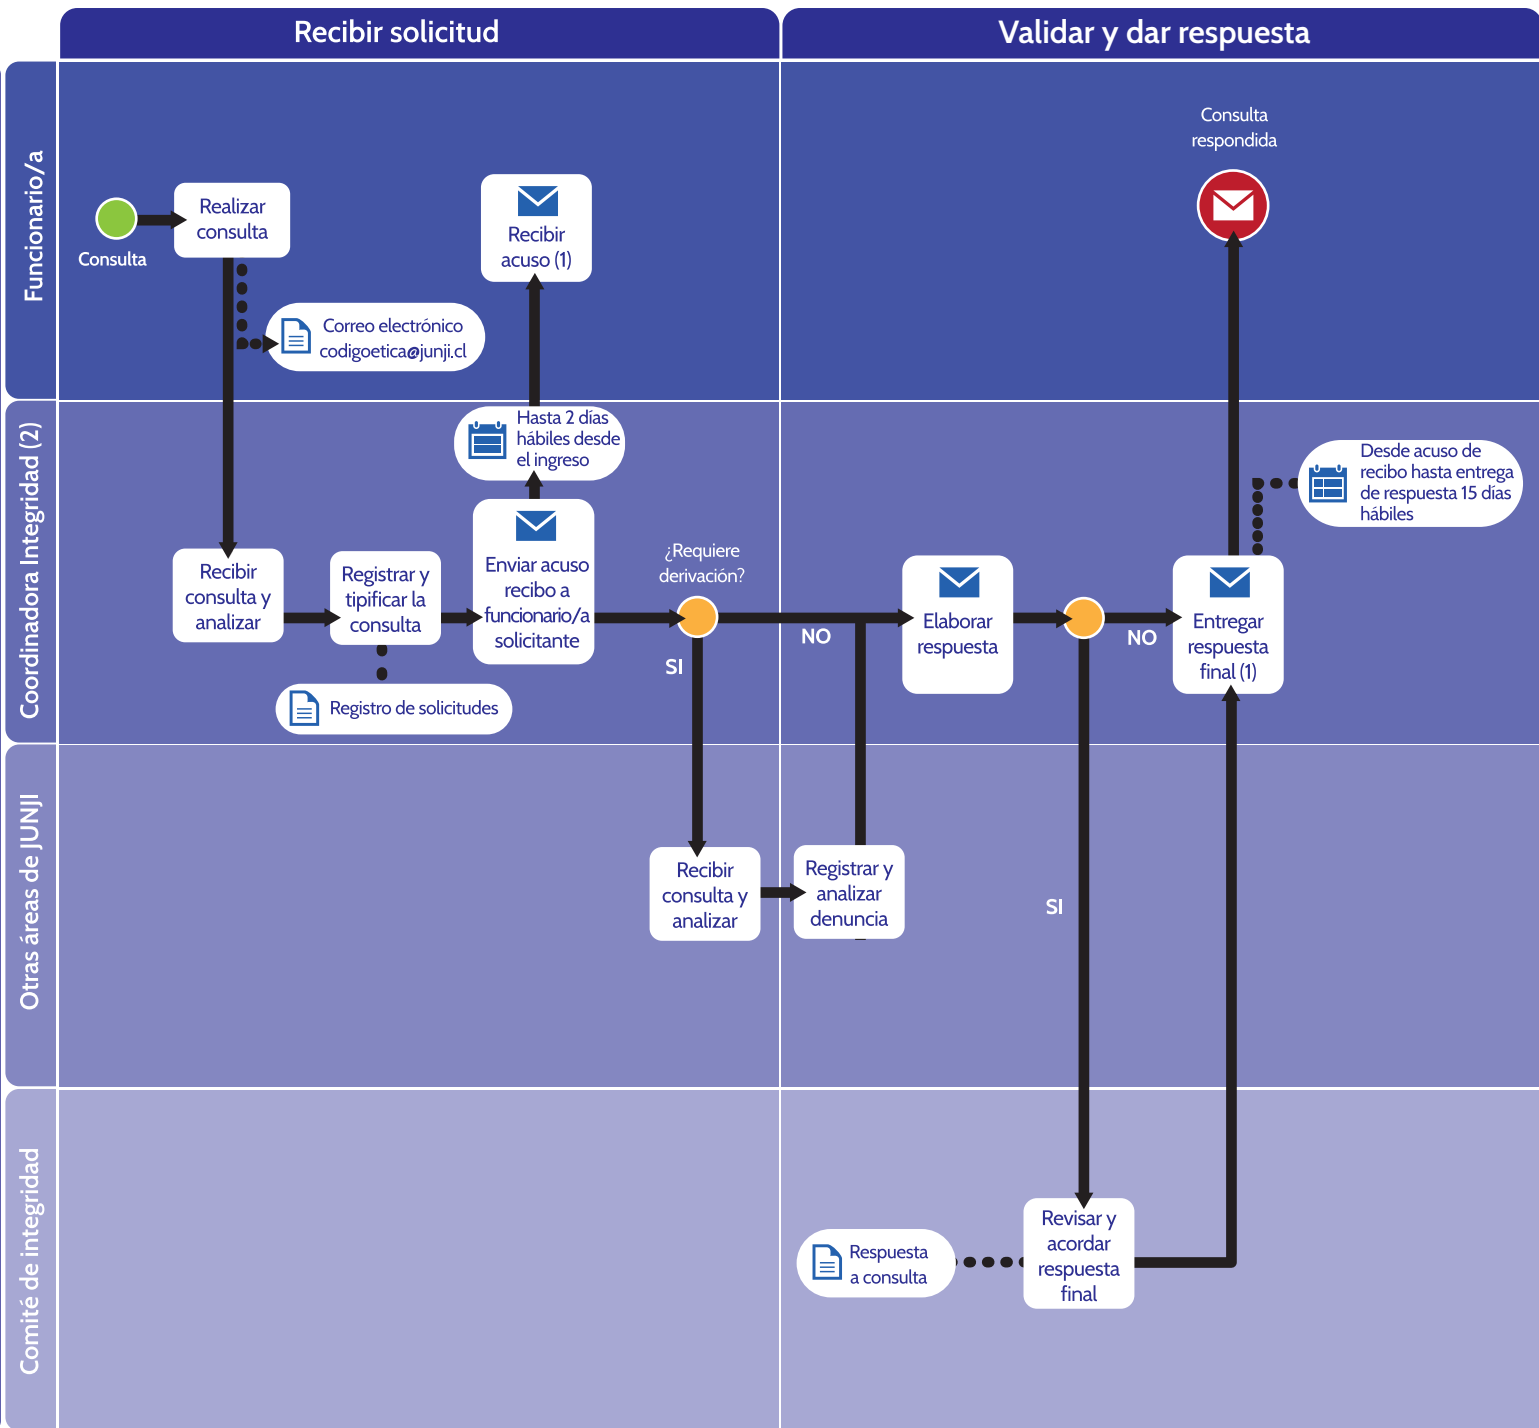 Recibir solicitud
Validar y dar respuesta
Funcionario/a
Consulta
Realizar
consulta
Correo electrónico
codigoetica@junji.cl
Recibir
acuso (1)
Consulta
respondida
Coordinadora Integridad (2)
Hasta 2 días
hábiles desde
el ingreso
Recibir
consulta y
analizar
Registrar y
tipificar la
consulta
Registro de solicitudes
Enviar acuso
recibo a
funcionario/a
solicitante
¿Requiere
derivación?
SI
NO
Elaborar
respuesta
NO
SI
Entregar
respuesta
final (1)
Desde acuso de
recibo hasta entrega
de respuesta 15 días
hábiles
Otras áreas de JUNJI
Recibir
consulta y
analizar
Registrar y
analizar
denuncia
Comité de integridad
Respuesta
a consulta
Revisar y
acordar
respuesta
final